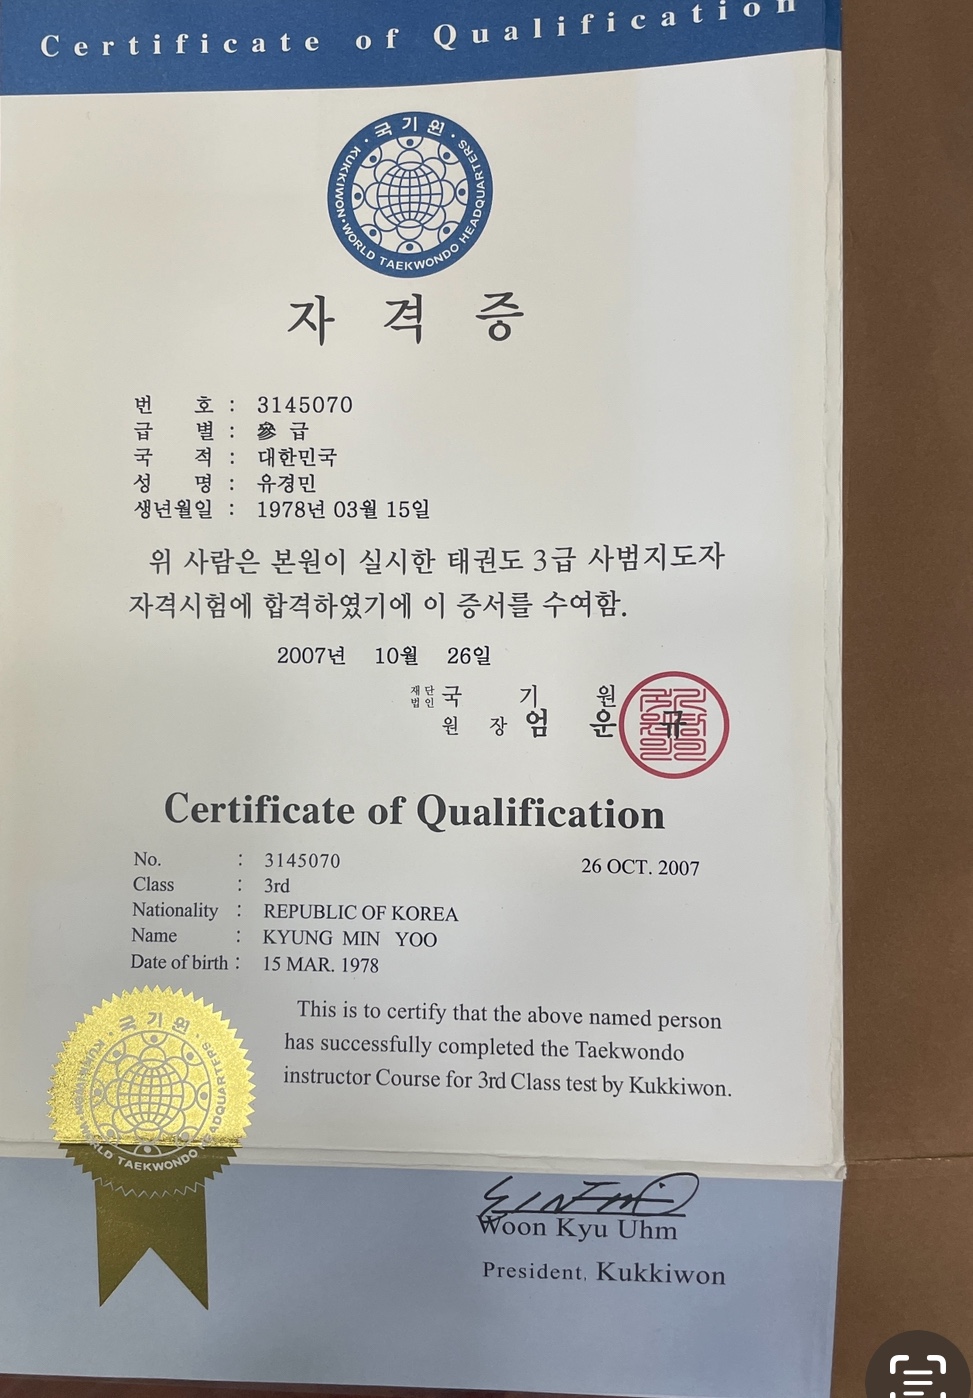 Certificate of Qualification
· 국기원 ·
KUKKIWON · WORLD TAEKWONDO HEADQUARTERS
자 격 증
번 호 : 3145070
급 별 : 參 급
국 적 : 대한민국
성 명 : 유경민
생년월일 : 1978년 03월 15일
위 사람은 본원이 실시한 태권도 3급 사범지도자
자격시험에 합격하였기에 이 증서를 수여함.
2007년 10월 26일
재단법인 국 기 원
원 장 엄 운 규
Certificate of Qualification
No. : 3145070 26 OCT. 2007
Class : 3rd
Nationality : REPUBLIC OF KOREA
Name : KYUNG MIN YOO
Date of birth : 15 MAR. 1978
This is to certify that the above named person
has successfully completed the Taekwondo
instructor Course for 3rd Class test by Kukkiwon.
· 국기원 ·
KUKKIWON · WORLD TAEKWONDO HEADQUARTERS
Woon Kyu Uhm
President, Kukkiwon